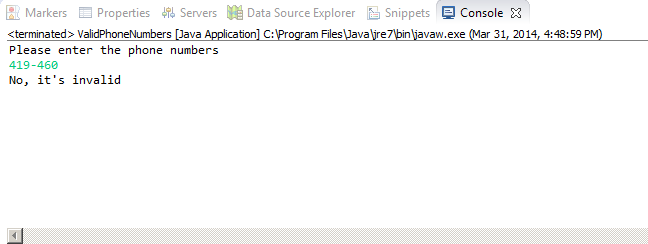 Markers Properties Servers Data Source Explorer Snippets Console
<terminated> ValidPhoneNumbers [Java Application] C:\Program Files\Java\jre7\bin\javaw.exe (Mar 31, 2014, 4:48:59 PM)
Please enter the phone numbers
419-460
No, it's invalid